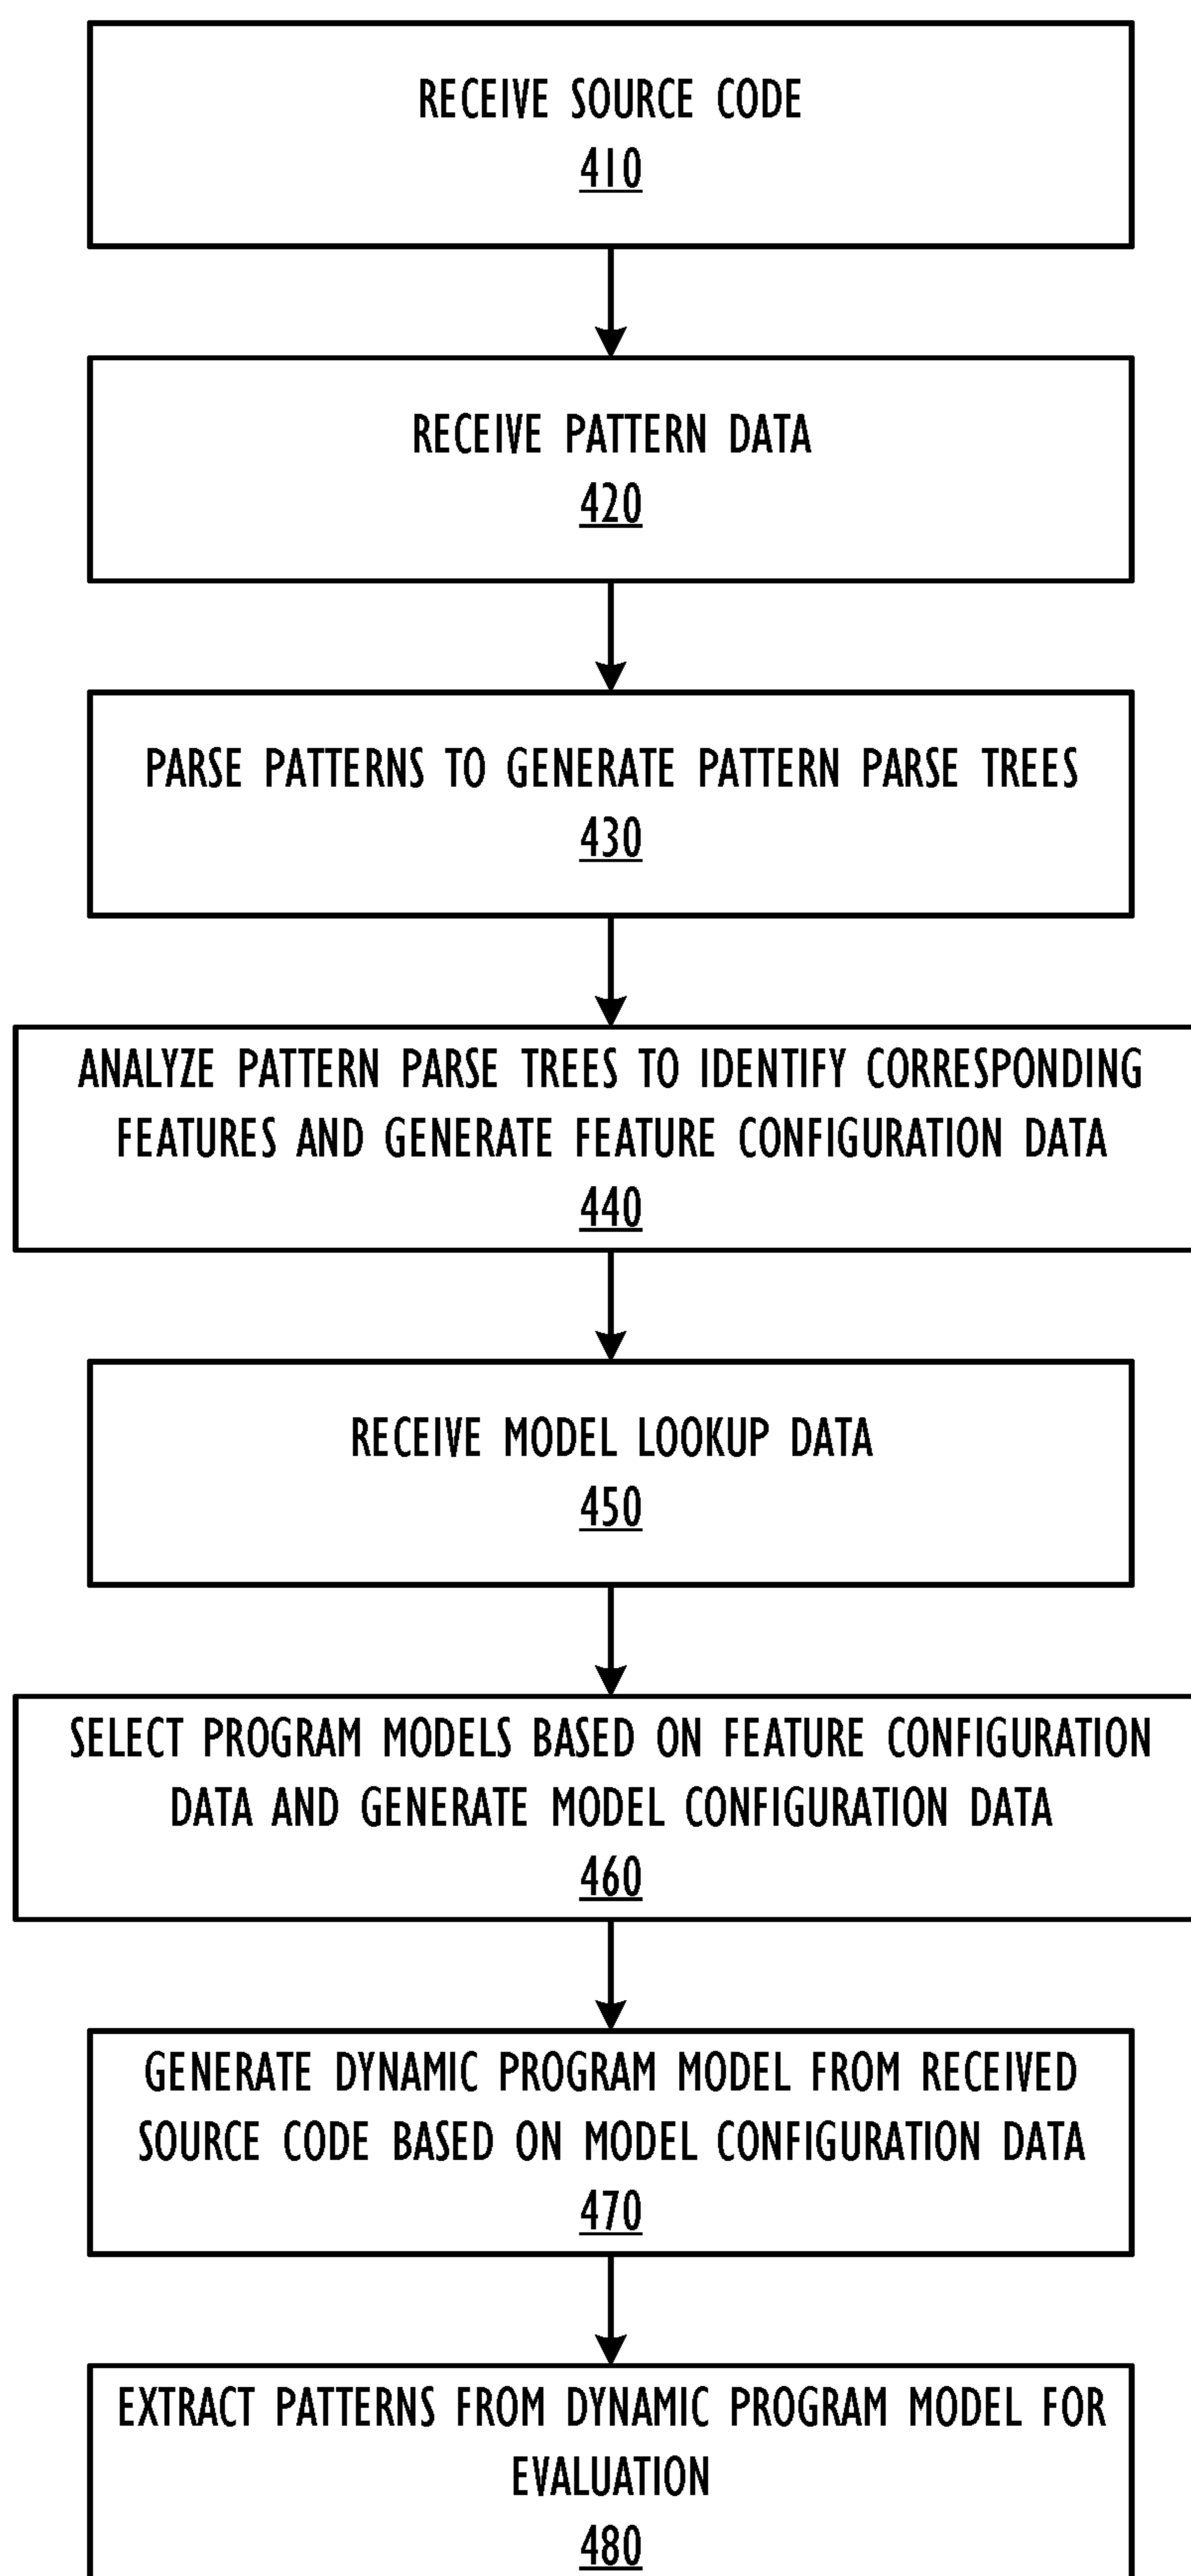 RECEIVE SOURCE CODE
410
RECEIVE PATTERN DATA
420
PARSE PATTERNS TO GENERATE PATTERN PARSE TREES
430
ANALYZE PATTERN PARSE TREES TO IDENTIFY CORRESPONDING
FEATURES AND GENERATE FEATURE CONFIGURATION DATA
440
RECEIVE MODEL LOOKUP DATA
450
SELECT PROGRAM MODELS BASED ON FEATURE CONFIGURATION
DATA AND GENERATE MODEL CONFIGURATION DATA
460
GENERATE DYNAMIC PROGRAM MODEL FROM RECEIVED
SOURCE CODE BASED ON MODEL CONFIGURATION DATA
470
EXTRACT PATTERNS FROM DYNAMIC PROGRAM MODEL FOR
EVALUATION
480